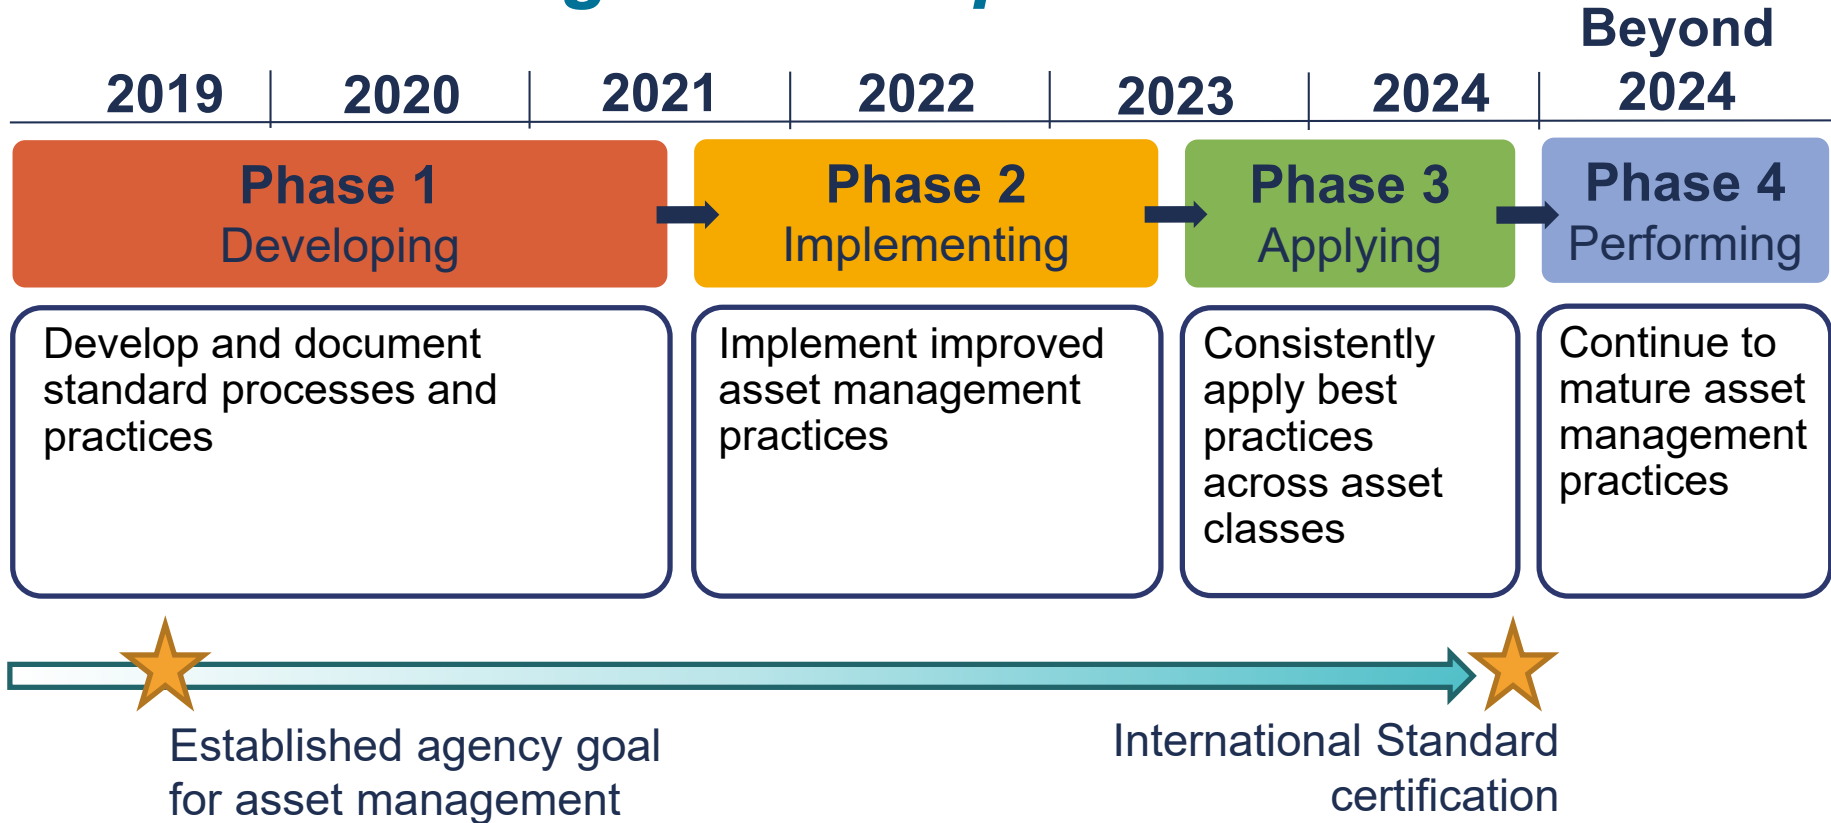 Beyond
2019 2020 2021 2022 2023 2024 2024
Phase 1
Developing
Phase 2
Implementing
Phase 3
Applying
Phase 4
Performing
Develop and document
standard processes and
practices
Implement improved
asset management
practices
Consistently
apply best
practices
across asset
classes
Continue to
mature asset
management
practices
Established agency goal
for asset management
International Standard
certification